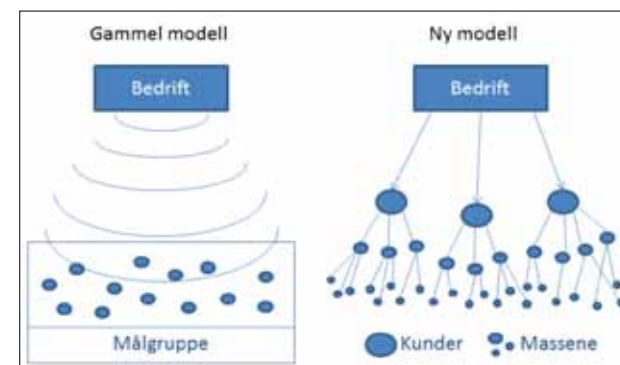 Gammel modell
Bedrift
Målgruppe
Ny modell
Bedrift
Kunder
Massene